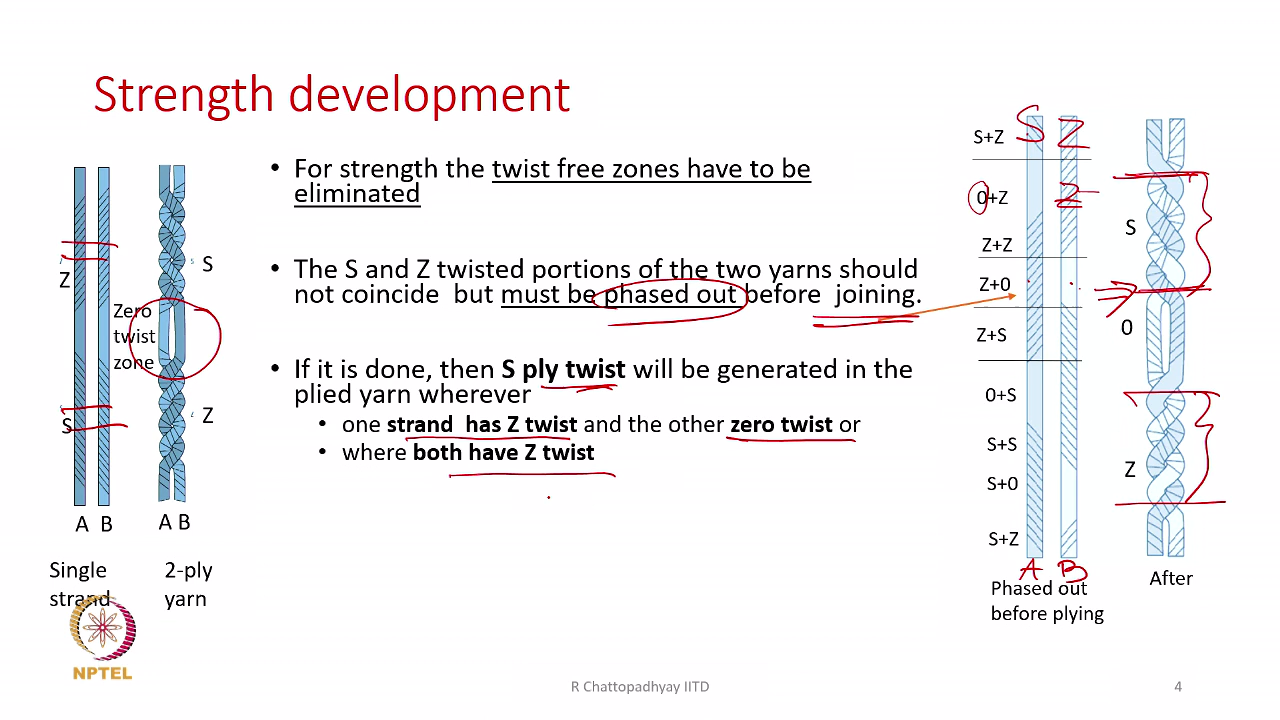 Strength development
• For strength the twist free zones have to be
eliminated
• The S and Z twisted portions of the two yarns should
not coincide but must be phased out before joining.
• If it is done, then S ply twist will be generated in the
plied yarn wherever
• one strand has Z twist and the other zero twist or
• where both have Z twist
Z
S
Zero
twist
zone
S
Z
A B
A B
Single
strand
2-ply
yarn
S Z
S+Z
0+Z
Z
Z+Z
Z+0
Z+S
0+S
S+S
S+0
S+Z
A B
Phased out
before plying
S
0
Z
After
NPTEL
R Chattopadhyay IITD
4